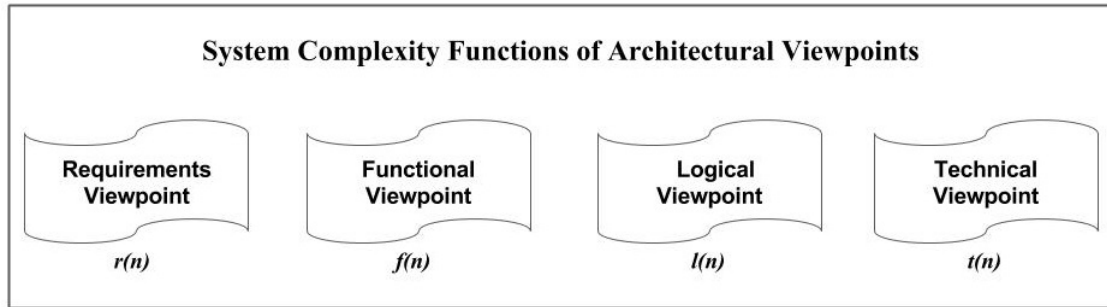 System Complexity Functions of Architectural Viewpoints
Requirements
Viewpoint
Functional
Viewpoint
Logical
Viewpoint
Technical
Viewpoint
r(n)
f(n)
l(n)
t(n)